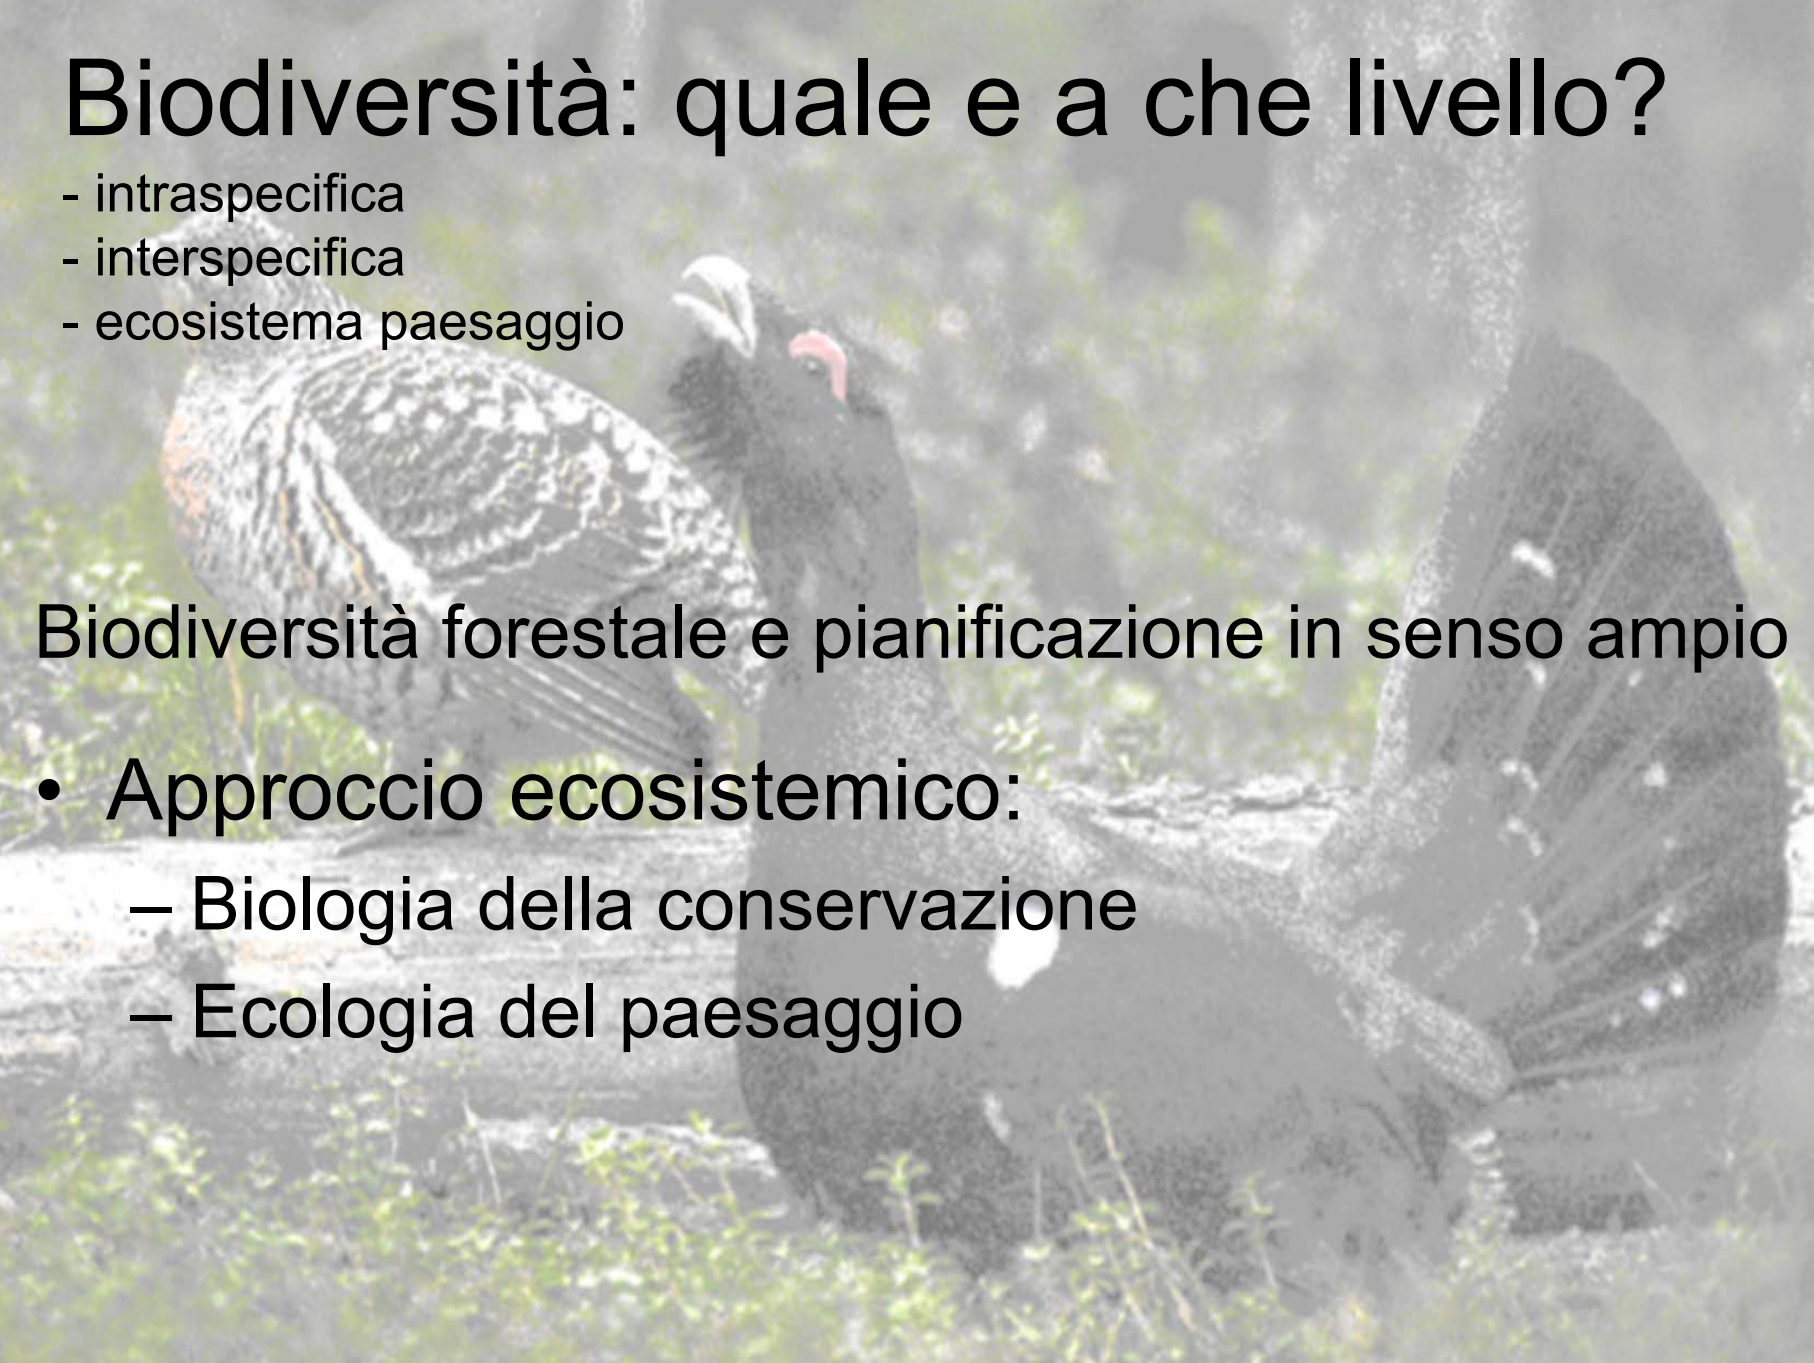 Biodiversità: quale e a che livello?
- intraspecifica
- interspecifica
- ecosistema paesaggio
Biodiversità forestale e pianificazione in senso ampio
• Approccio ecosistemico:
– Biologia della conservazione
– Ecologia del paesaggio